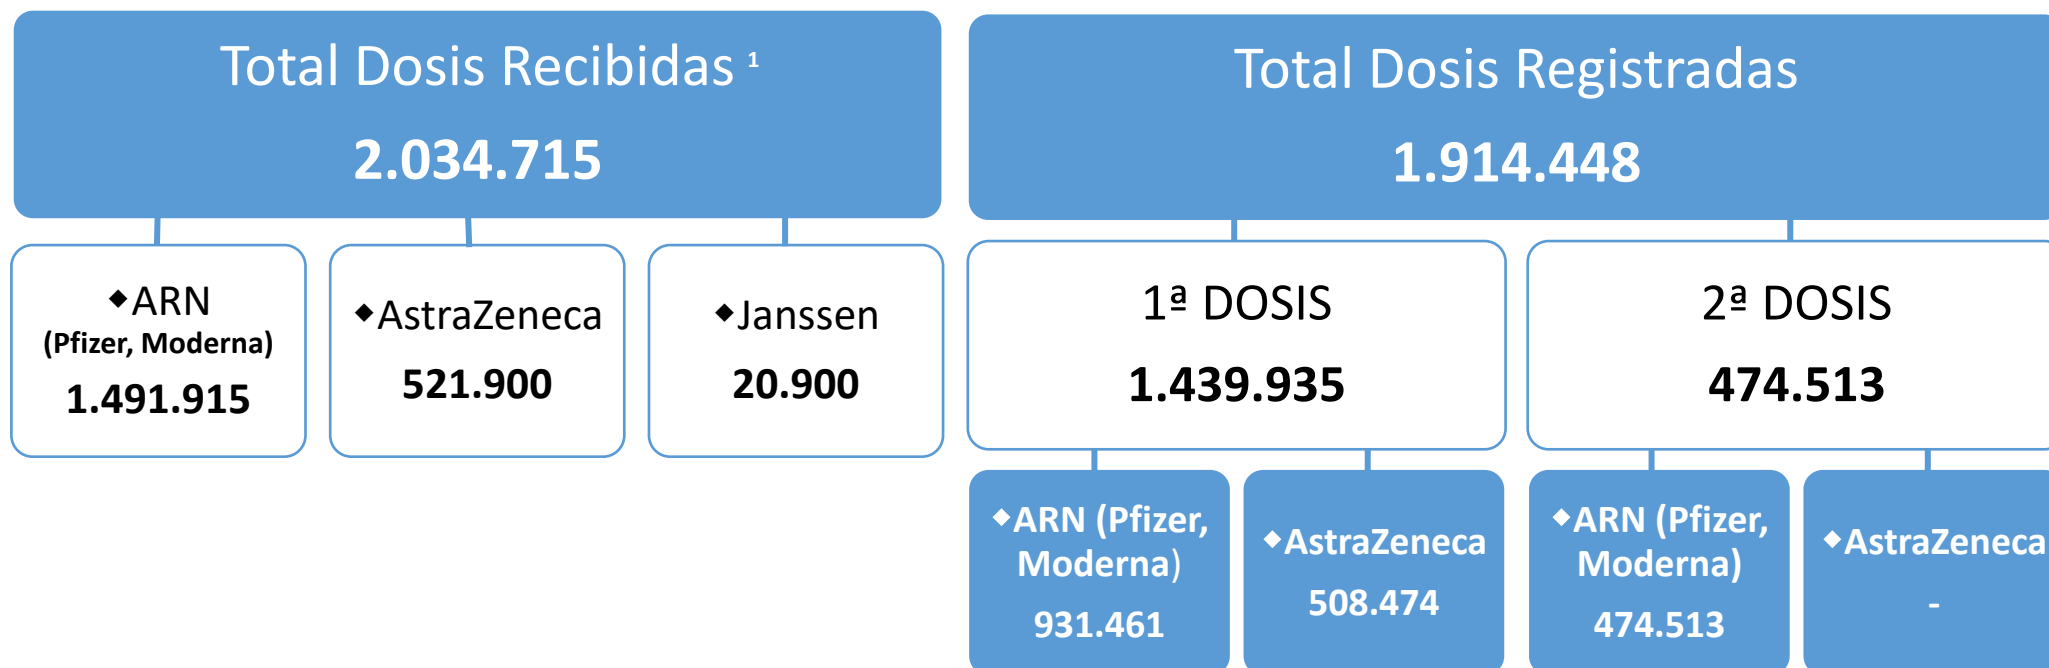 Total Dosis Recibidas ¹
2.034.715
◆ARN
(Pfizer, Moderna)
1.491.915
◆AstraZeneca
521.900
◆Janssen
20.900
Total Dosis Registradas
1.914.448
1ª DOSIS
1.439.935
2ª DOSIS
474.513
◆ARN (Pfizer,
Moderna)
931.461
◆AstraZeneca
508.474
◆ARN (Pfizer,
Moderna)
474.513
◆AstraZeneca
-